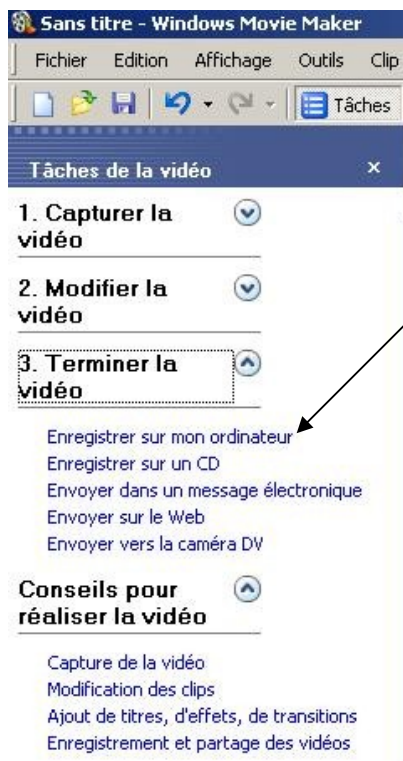 Sans titre - Windows Movie Maker
Fichier Edition Affichage Outils Clip
Tâches
Tâches de la vidéo
1. Capturer la
vidéo
2. Modifier la
vidéo
3. Terminer la
vidéo
Enregistrer sur mon ordinateur
Enregistrer sur un CD
Envoyer dans un message électronique
Envoyer sur le Web
Envoyer vers la caméra DV
Conseils pour
réaliser la vidéo
Capture de la vidéo
Modification des clips
Ajout de titres, d'effets, de transitions
Enregistrement et partage des vidéos